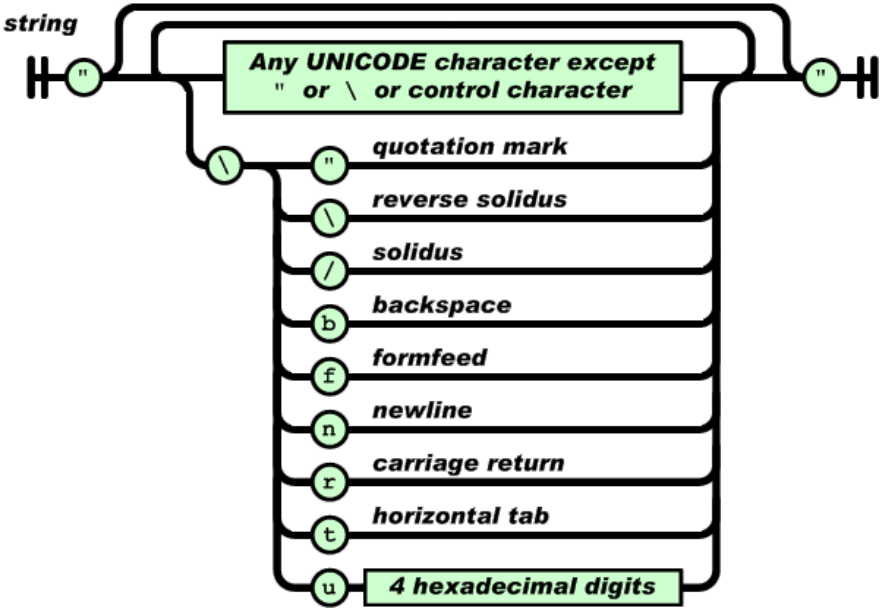 string
" Any UNICODE character except "
" or \ or control character
\ " quotation mark
\ reverse solidus
/ solidus
b backspace
f formfeed
n newline
r carriage return
t horizontal tab
u 4 hexadecimal digits